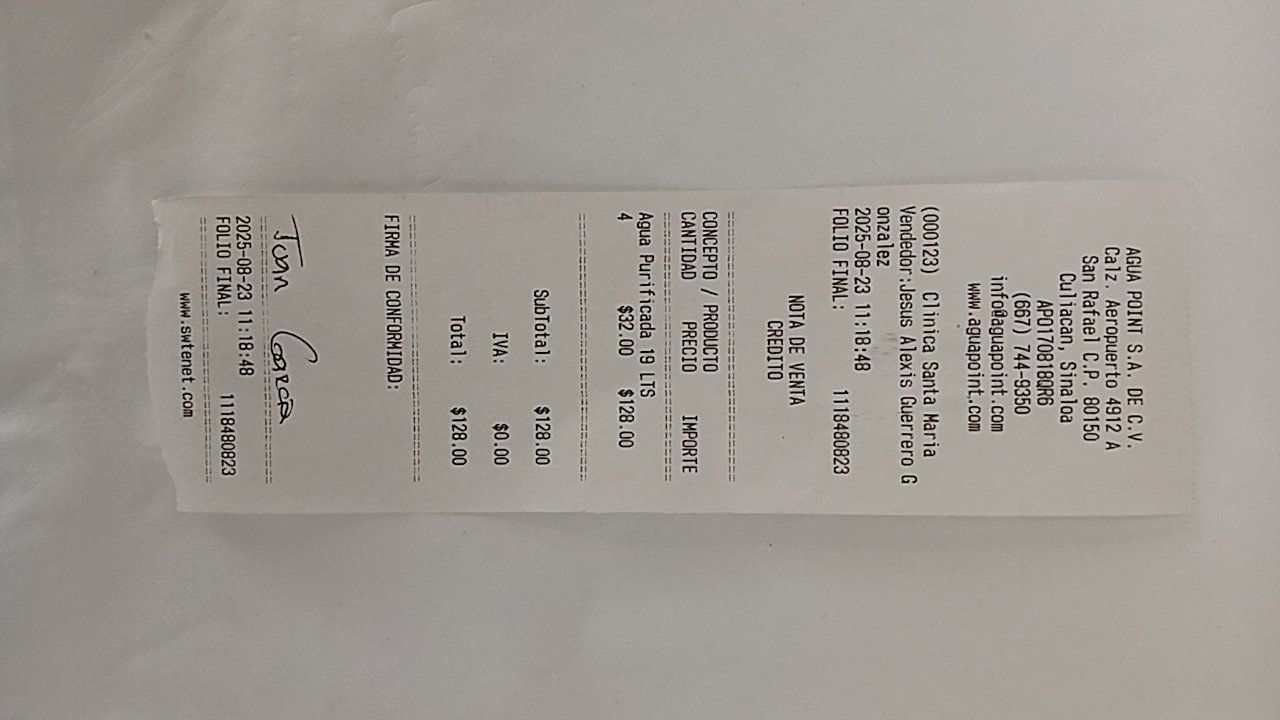 AGUA POINT S.A. DE C.V.
Calz. Aeropuerto 4912 A
San Rafael C.P. 80150
Culiacan, Sinaloa
APO170818QR6
(667) 744-9350
info@aguapoint.com
www.aguapoint.com
(000123) Clinica Santa Maria
Vendedor:Jesus Alexis Guerrero G
onzalez
2025-08-23 11:18:48
FOLIO FINAL: 1118480823
NOTA DE VENTA
CREDITO
CONCEPTO / PRODUCTO
CANTIDAD PRECIO IMPORTE
Agua Purificada 19 LTS
4 $32.00 $128.00
SubTotal: $128.00
IVA: $0.00
Total: $128.00
FIRMA DE CONFORMIDAD:
Juan Garcia
2025-08-23 11:18:48
FOLIO FINAL: 1118480823
www.swtenet.com